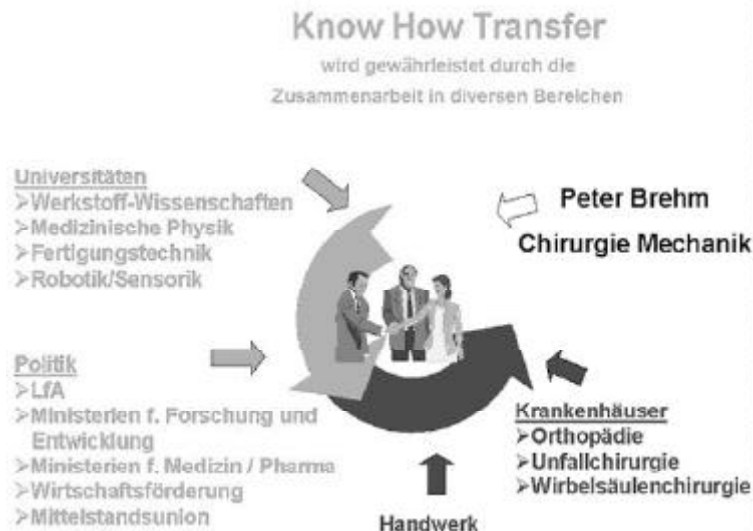 Know How Transfer
wird gewährleistet durch die
Zusammenarbeit in diversen Bereichen
Universitäten
➢Werkstoff-Wissenschaften
➢Medizinische Physik
➢Fertigungstechnik
➢Robotik/Sensorik
Peter Brehm
Chirurgie Mechanik
Politik
➢LfA
➢Ministerien f. Forschung und
Entwicklung
➢Ministerien f. Medizin / Pharma
➢Wirtschaftsförderung
➢Mittelstandsunion
Krankenhäuser
➢Orthopädie
➢Unfallchirurgie
➢Wirbelsäulenchirurgie
Handwerk